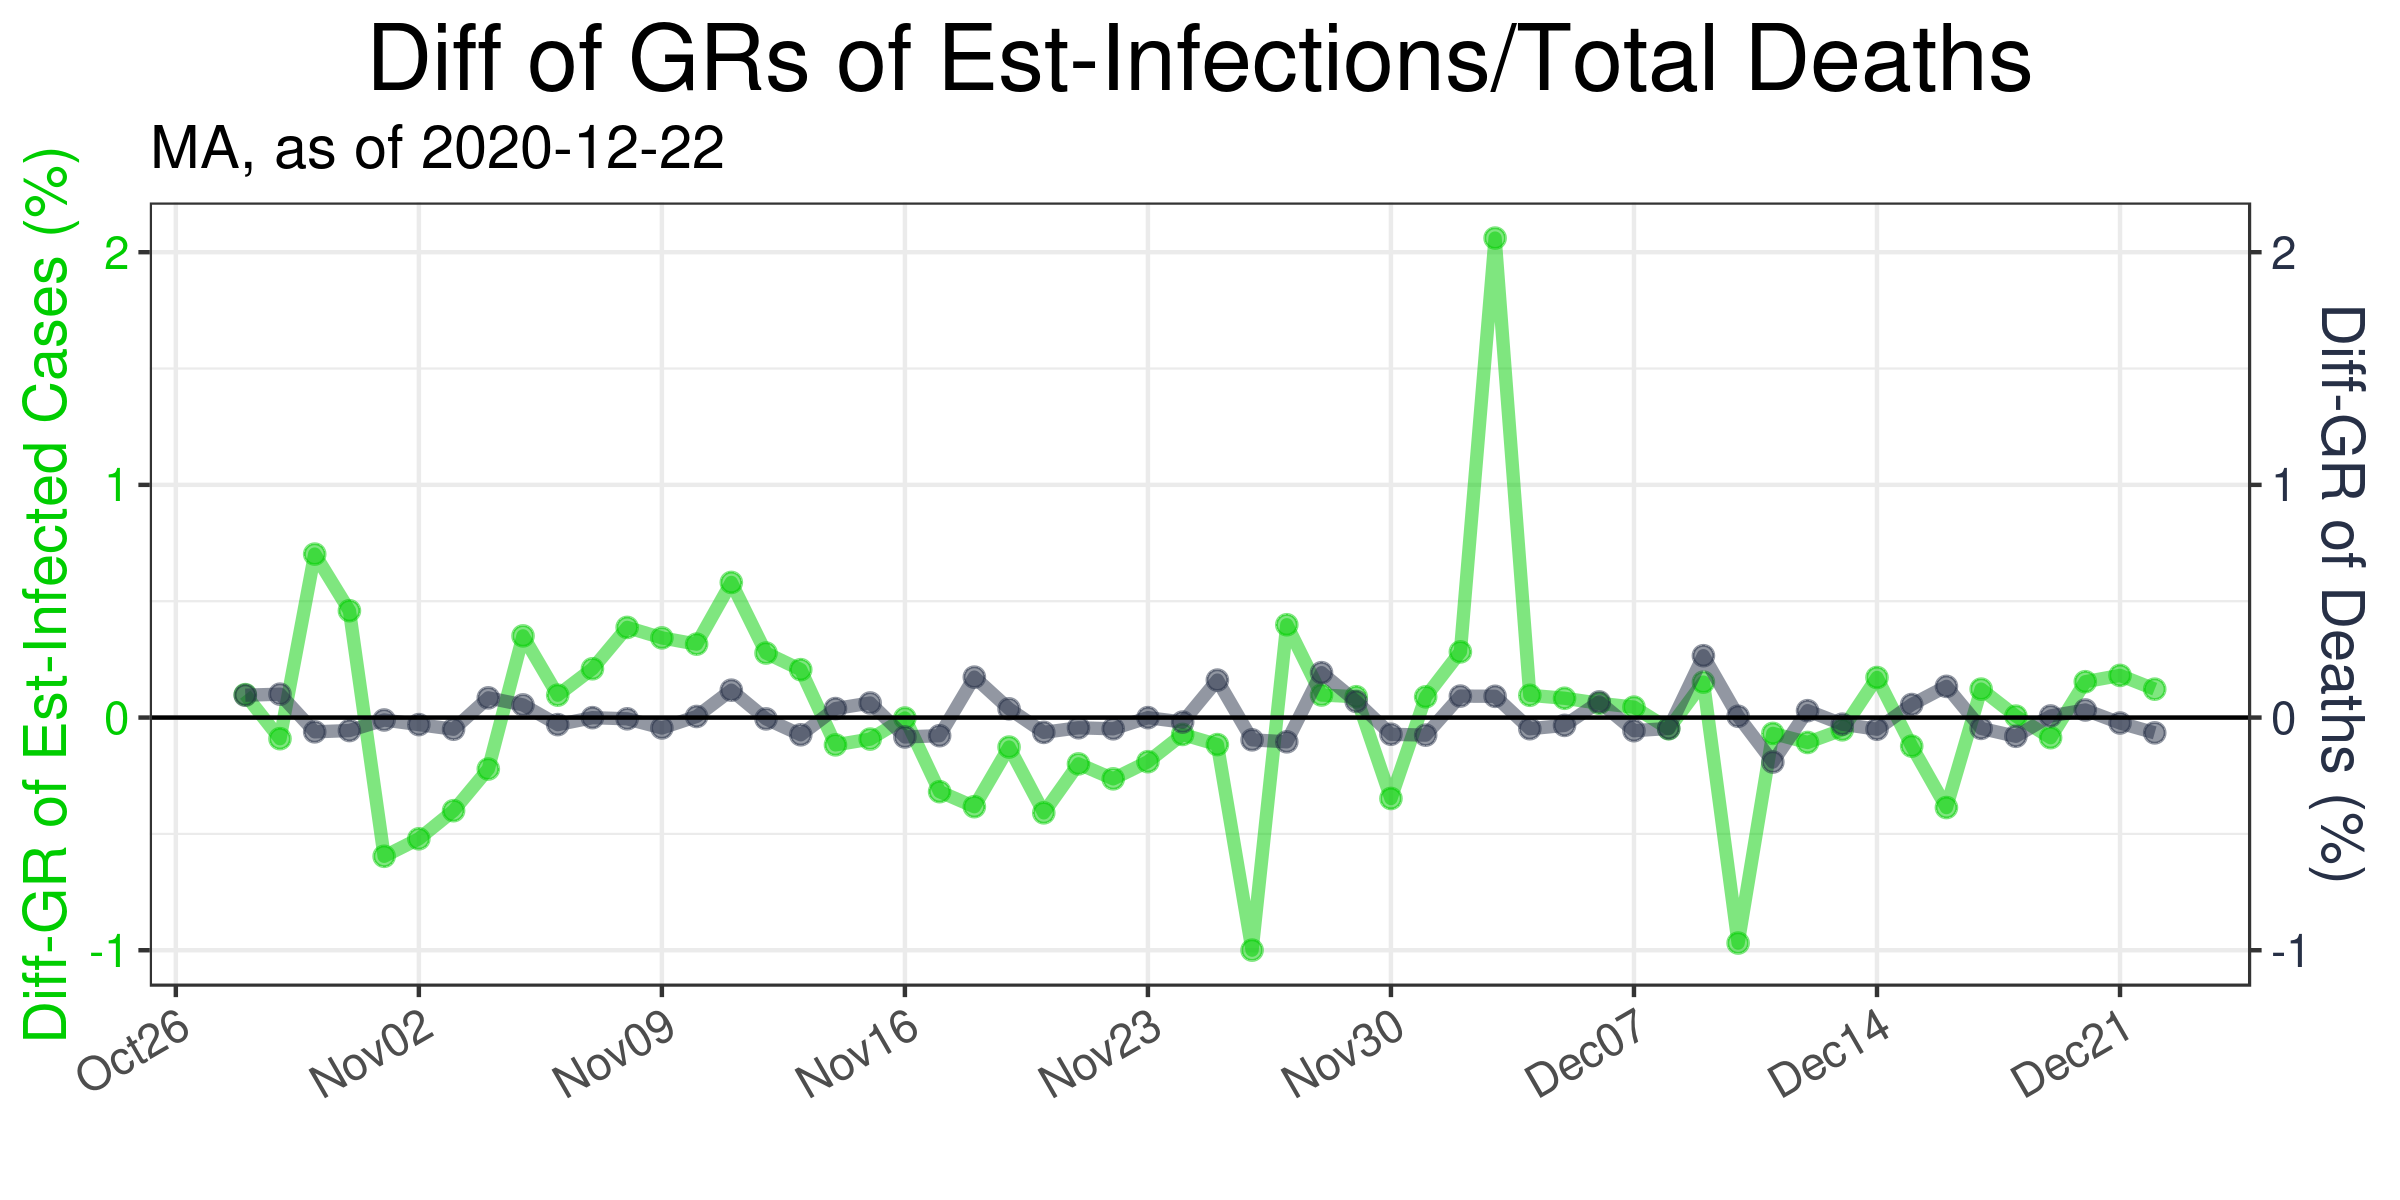 Diff of GRs of Est-Infections/Total Deaths
MA, as of 2020-12-22
Diff-GR of Est-Infected Cases (%)
2
1
0
-1
2
1
0
-1
Diff-GR of Deaths (%)
Oct26
Nov02
Nov09
Nov16
Nov23
Nov30
Dec07
Dec14
Dec21